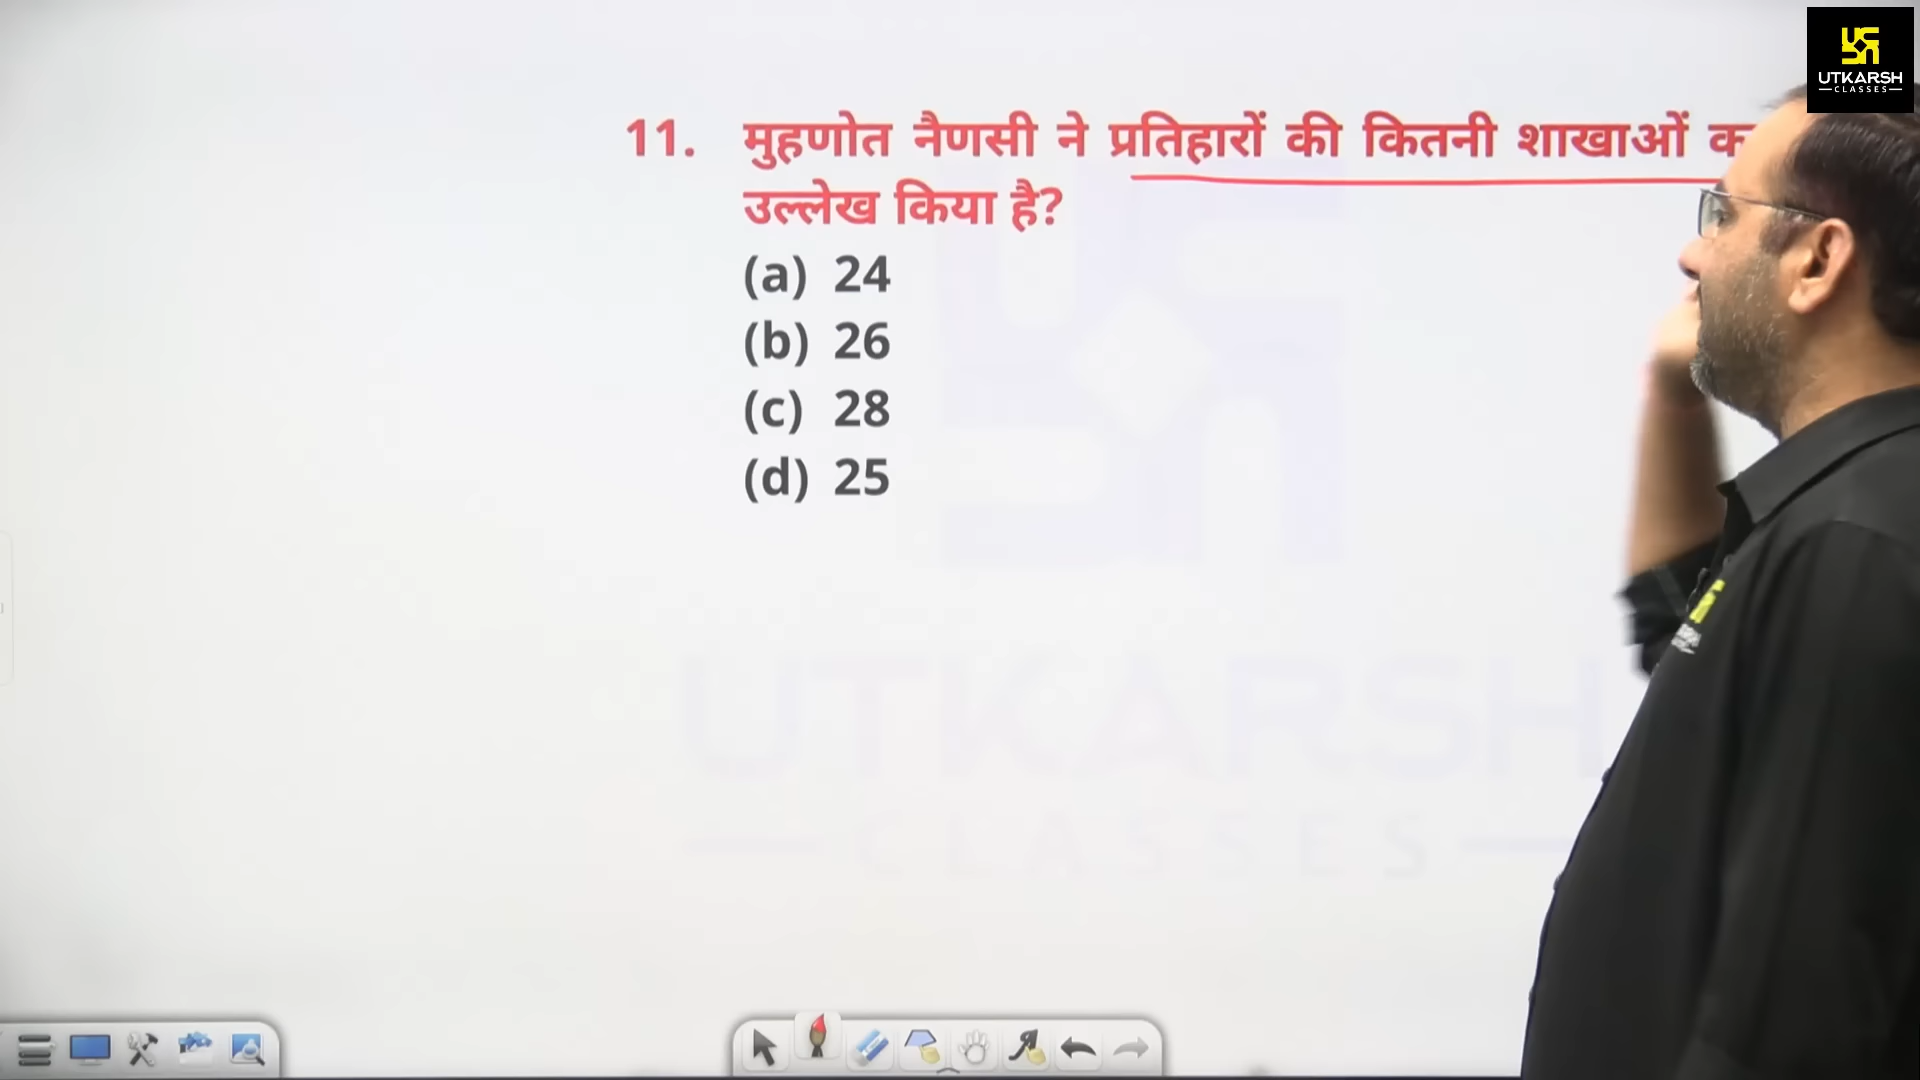 UTKARSH
CLASSES
11. मुहणोत नैणसी ने प्रतिहारों की कितनी शाखाओं
उल्लेख किया है?
(a) 24
(b) 26
(c) 28
(d) 25
UTKARSH
CLASSES